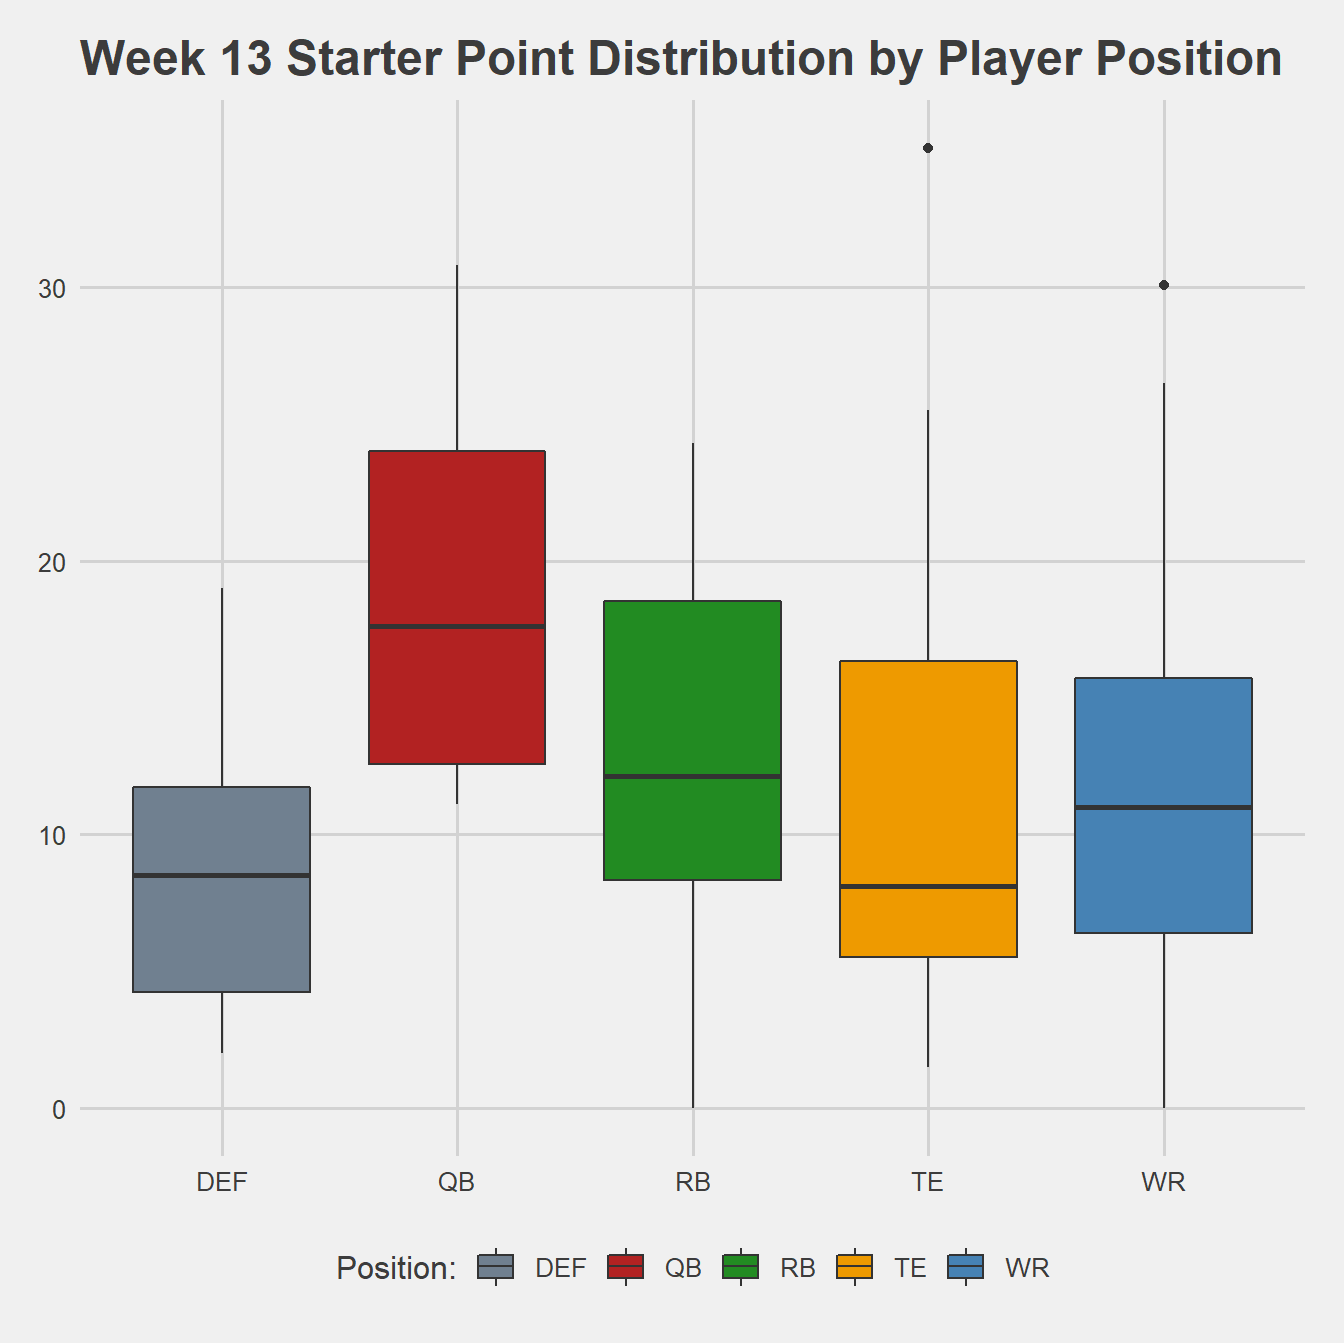 Week 13 Starter Point Distribution by Player Position
30
20
10
0
DEF QB RB TE WR
Position: DEF QB RB TE WR